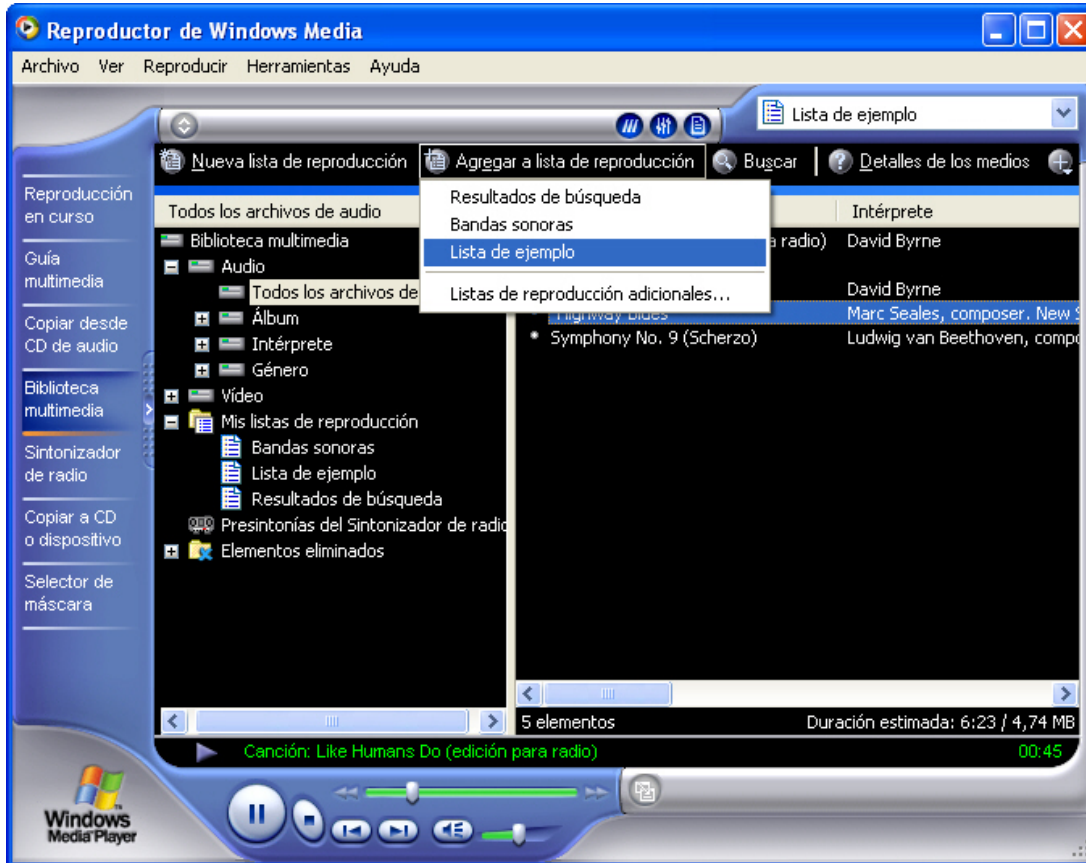 Reproductor de Windows Media
Archivo Ver Reproducir Herramientas Ayuda
Lista de ejemplo
Nueva lista de reproducción Agregar a lista de reproducción Buscar Detalles de los medios
Reproducción
en curso
Guía
multimedia
Copiar desde
CD de audio
Biblioteca
multimedia
Sintonizador
de radio
Copiar a CD
o dispositivo
Selector de
máscara
Todos los archivos de audio
Biblioteca multimedia
Audio
Todos los archivos de
Álbum
Intérprete
Género
Vídeo
Mis listas de reproducción
Bandas sonoras
Lista de ejemplo
Resultados de búsqueda
Presintonías del Sintonizador de radio
Elementos eliminados
Resultados de búsqueda
Bandas sonoras
Lista de ejemplo
Listas de reproducción adicionales...
Intérprete
a radio) David Byrne
David Byrne
Highway Blues Marc Seales, composer. New S
Symphony No. 9 (Scherzo) Ludwig van Beethoven, compo
5 elementos Duración estimada: 6:23 / 4,74 MB
Canción: Like Humans Do (edición para radio) 00:45
Windows
Media Player